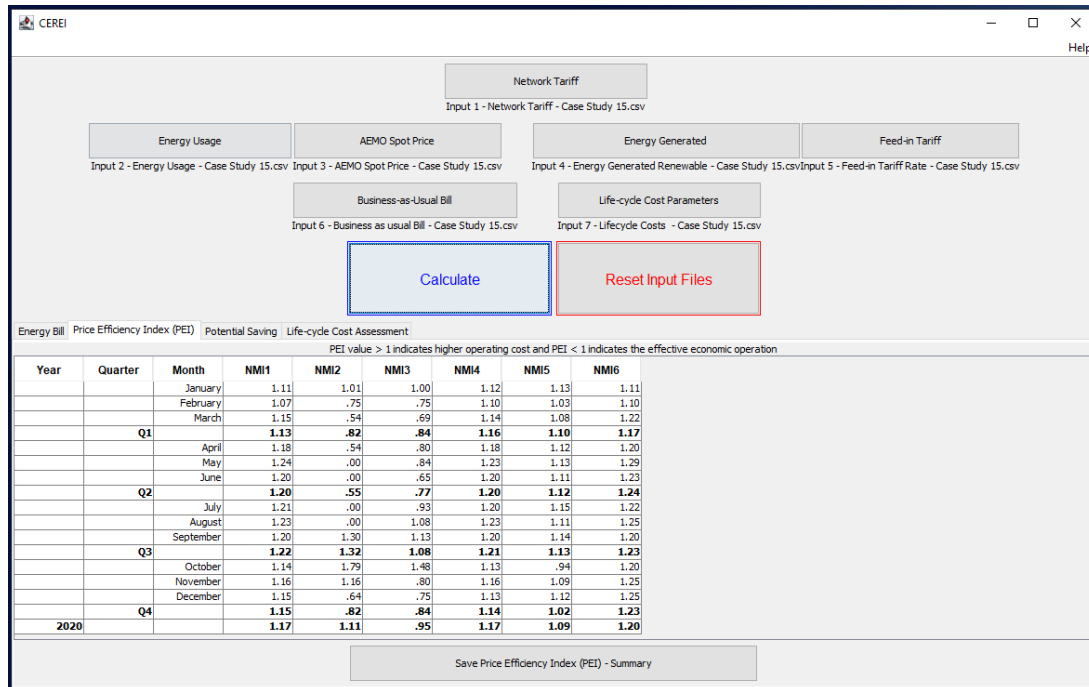 CEREI
Help
Network Tariff
Input 1 - Network Tariff - Case Study 15.csv
Energy Usage AEMO Spot Price Energy Generated Feed-in Tariff
Input 2 - Energy Usage - Case Study 15.csv Input 3 - AEMO Spot Price - Case Study 15.csv Input 4 - Energy Generated Renewable - Case Study 15.csv Input 5 - Feed-in Tariff Rate - Case Study 15.csv
Business-as-Usual Bill Life-cycle Cost Parameters
Input 6 - Business as usual Bill - Case Study 15.csv Input 7 - Lifecycle Costs - Case Study 15.csv
Calculate Reset Input Files
Energy Bill Price Efficiency Index (PEI) Potential Saving Life-cycle Cost Assessment
PEI value > 1 indicates higher operating cost and PEI < 1 indicates the effective economic operation
Year Quarter Month NMI1 NMI2 NMI3 NMI4 NMI5 NMI6
January 1.11 1.01 1.00 1.12 1.13 1.11
February 1.07 .75 .75 1.10 1.03 1.10
March 1.15 .54 .69 1.14 1.08 1.22
Q1 1.13 .82 .84 1.16 1.10 1.17
April 1.18 .54 .80 1.18 1.12 1.20
May 1.24 .00 .84 1.23 1.13 1.29
June 1.20 .00 .65 1.20 1.11 1.23
Q2 1.20 .55 .77 1.20 1.12 1.24
July 1.21 .00 .93 1.20 1.15 1.22
August 1.23 .00 1.08 1.23 1.11 1.25
September 1.20 1.30 1.13 1.20 1.14 1.20
Q3 1.22 1.32 1.08 1.21 1.13 1.23
October 1.14 1.79 1.48 1.13 .94 1.20
November 1.16 1.16 .80 1.16 1.09 1.25
December 1.15 .64 .75 1.13 1.12 1.25
Q4 1.15 .82 .84 1.14 1.02 1.23
2020 1.17 1.11 .95 1.17 1.09 1.20
Save Price Efficiency Index (PEI) - Summary